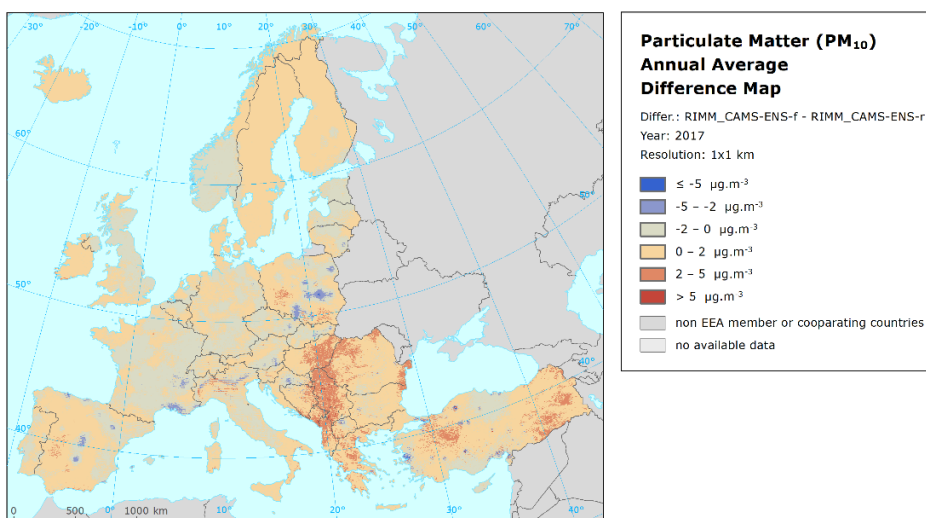 -30° -20° -10° 0° 10° 20° 30° 40° 50° 60° 70°
60°
50°
50°
40°
40°
0 500 1000 km
-10° 0° 10° 20° 30° 40°
Particulate Matter (PM₁₀)
Annual Average
Difference Map
Differ.: RIMM_CAMS-ENS-f - RIMM_CAMS-ENS-r
Year: 2017
Resolution: 1x1 km
≤ -5 µg.m⁻³
-5 – -2 µg.m⁻³
-2 – 0 µg.m⁻³
0 – 2 µg.m⁻³
2 – 5 µg.m⁻³
> 5 µg.m⁻³
non EEA member or cooparating countries
no available data